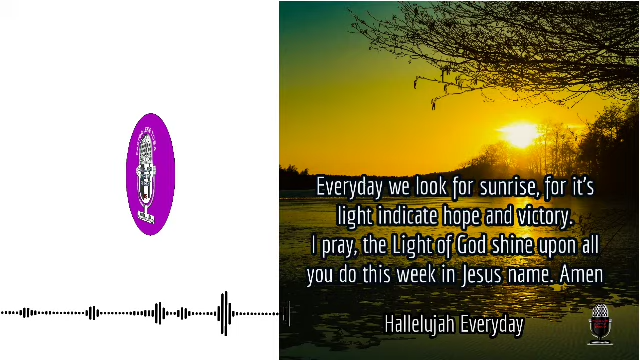 Everyday we look for sunrise, for it's
light indicate hope and victory.
I pray, the Light of God shine upon all
you do this week in Jesus name. Amen
Hallelujah Everyday